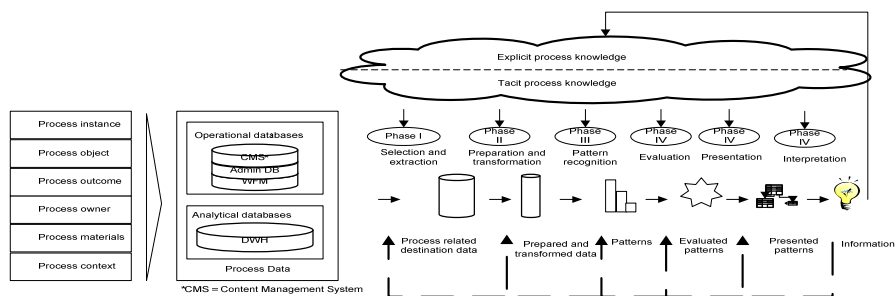 Explicit process knowledge
Tacit process knowledge
Process instance
Process object
Process outcome
Process owner
Process materials
Process context
Operational databases
CMS*
Admin DB
WFM
Analytical databases
DWH
Process Data
*CMS = Content Management System
Phase I
Selection and
extraction
Phase
II
Preparation and
transformation
Phase
III
Pattern
recognition
Phase
IV
Evaluation
Phase
IV
Presentation
Phase
IV
Interpretation
Process related
destination data
Prepared and
transformed data
Patterns
Evaluated
patterns
Presented
patterns
Information